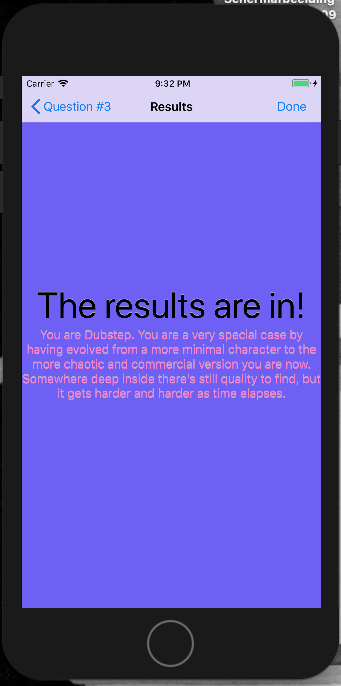 Schermafbeelding
09
Carrier 9:32 PM
Question #3 Results Done
The results are in!
You are Dubstep. You are a very special case by
having evolved from a more minimal character to the
more chaotic and commercial version you are now.
Somewhere deep inside there's still quality to find, but
it gets harder and harder as time elapses.